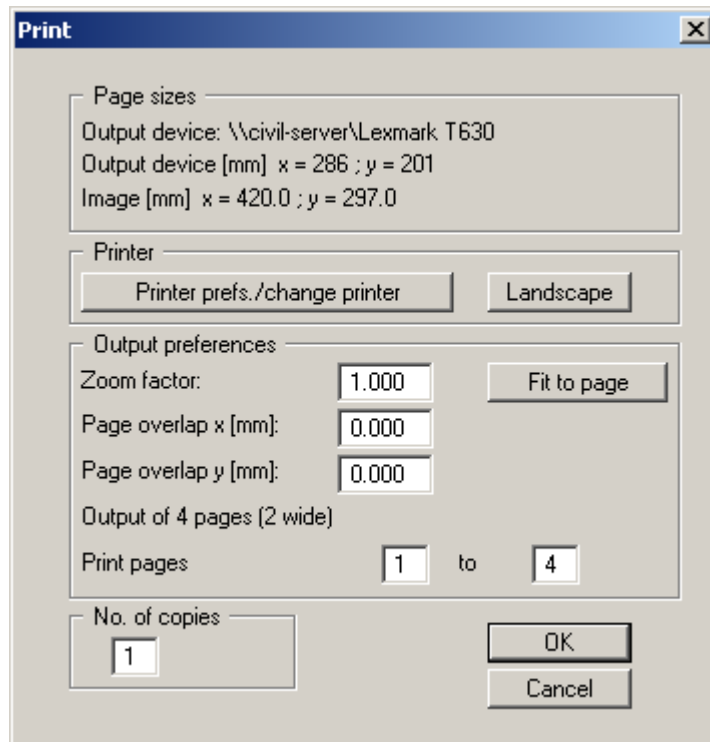 Print
Page sizes
Output device: \\civil-server\Lexmark T630
Output device [mm]  x = 286 ; y = 201
Image [mm]  x = 420.0 ; y = 297.0
Printer
Printer prefs./change printer
Landscape
Output preferences
Zoom factor: 1.000
Fit to page
Page overlap x [mm]: 0.000
Page overlap y [mm]: 0.000
Output of 4 pages (2 wide)
Print pages 1 to 4
No. of copies
1
OK
Cancel